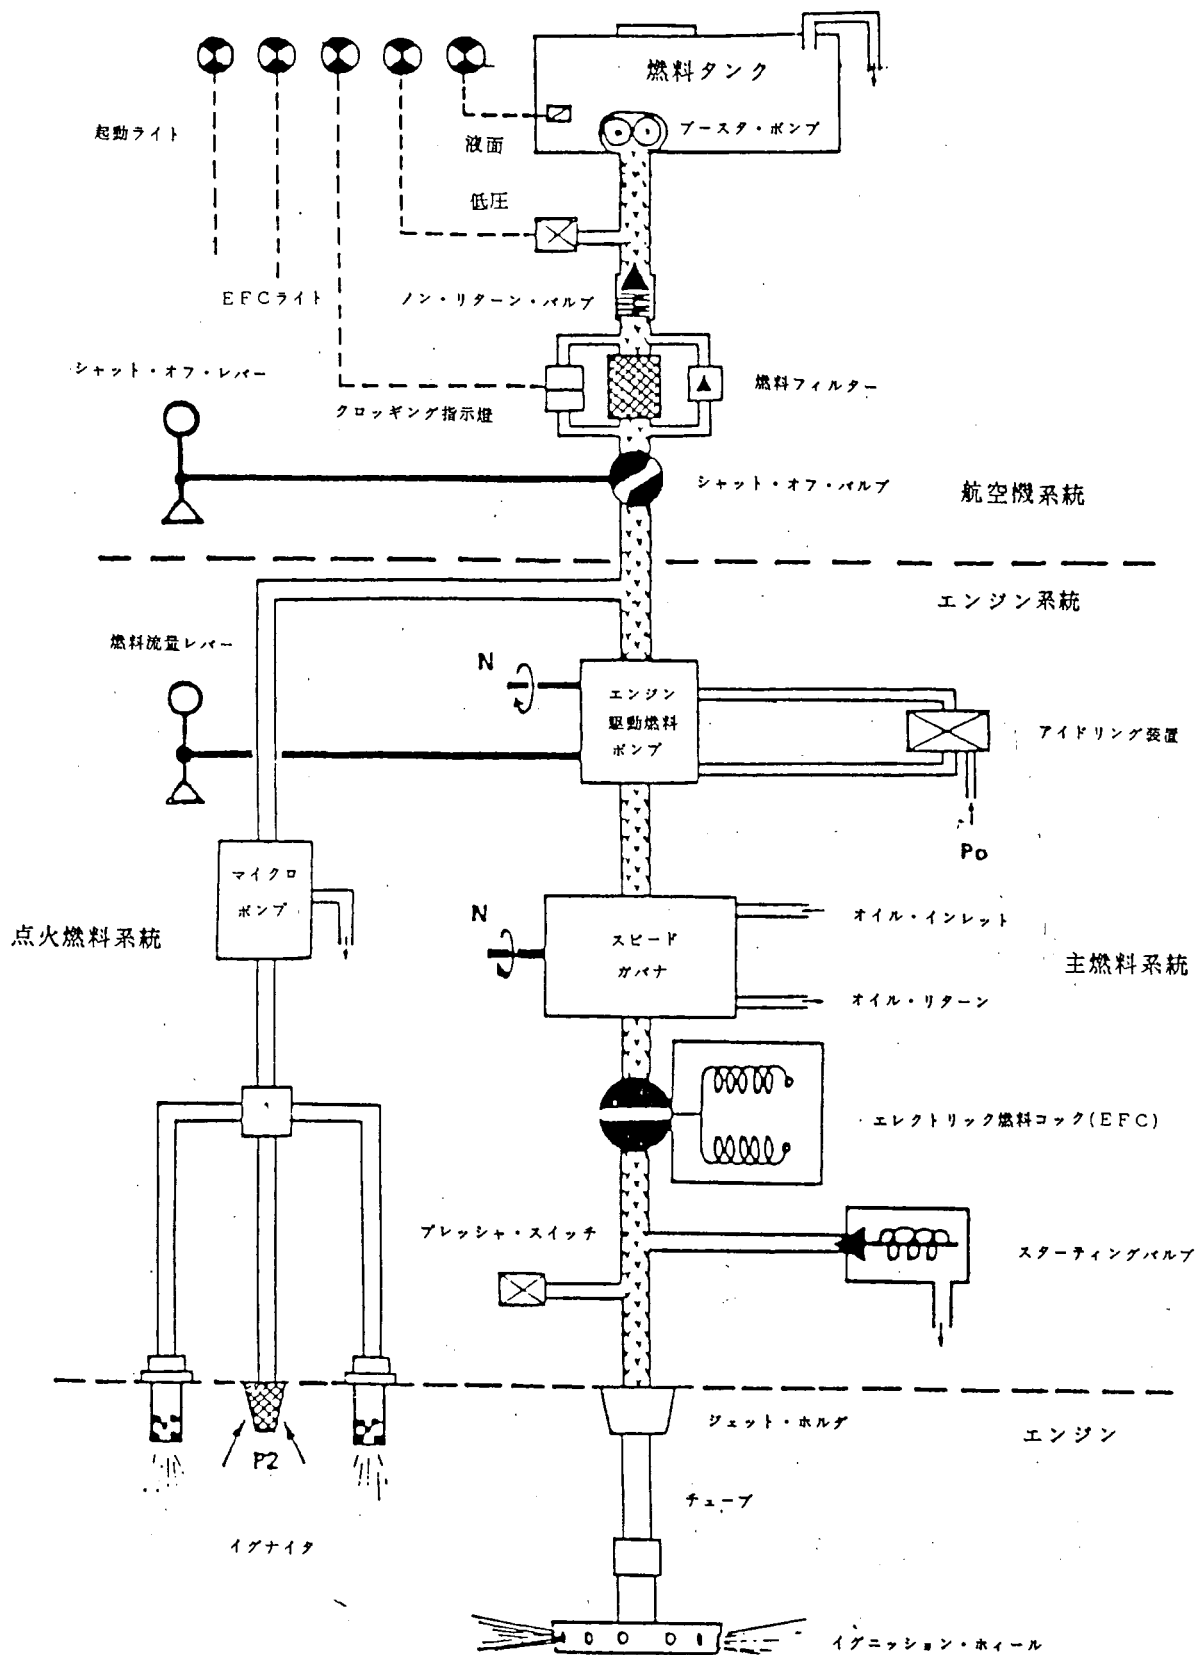 燃料タンク
ブースタ・ポンプ
起動ライト
液面
低圧
EFCライト
ノン・リターン・バルブ
シャット・オフ・レバー
燃料フィルター
クロッギング指示燈
シャット・オフ・バルブ
航空機系統
エンジン系統
燃料流量レバー
N
エンジン
駆動燃料
ポンプ
アイドリング装置
Po
マイクロ
ポンプ
点火燃料系統
N
スピード
ガバナ
オイル・インレット
オイル・リターン
主燃料系統
エレクトリック燃料コック(EFC)
プレッシャ・スイッチ
スターティングバルブ
ジェット・ホルダ
エンジン
P2
チューブ
イグナイタ
イグニッション・ホィール